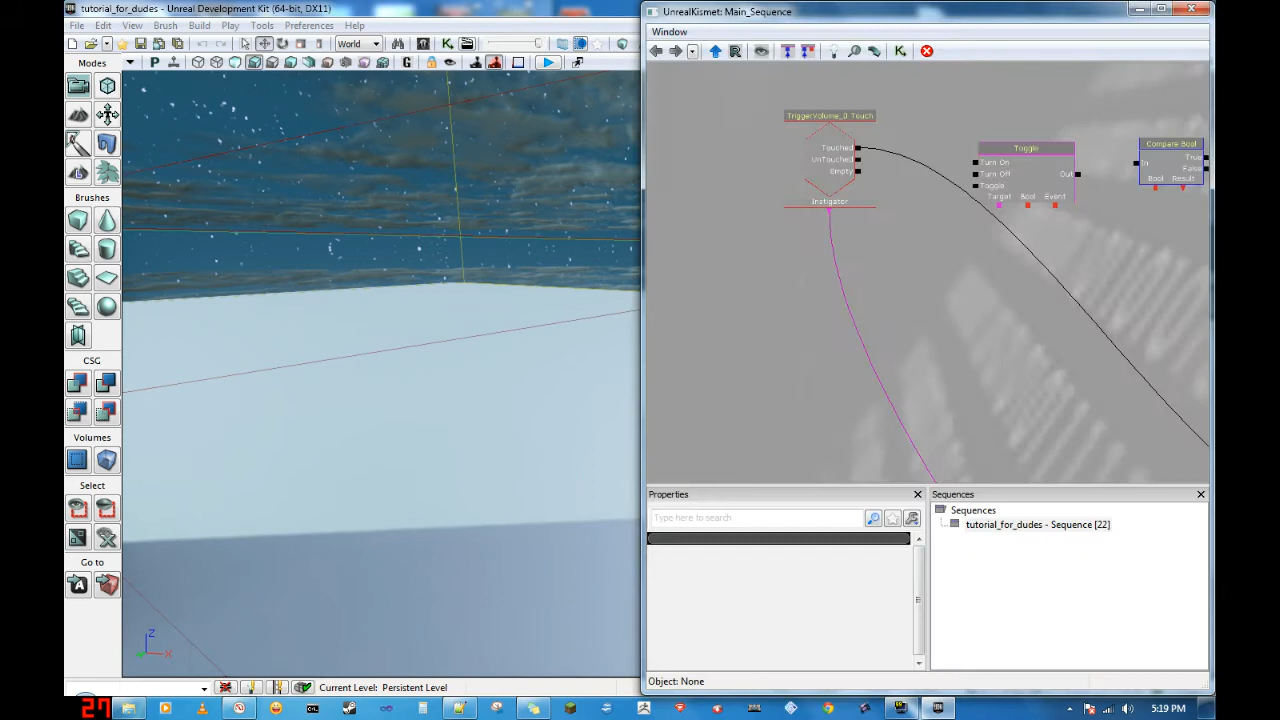 tutorial_for_dudes - Unreal Development Kit (64-bit, DX11)
File Edit View Brush Build Play Tools Preferences Help
World
Modes
Brushes
CSG
Volumes
Select
Go to
Z
X
Current Level: Persistent Level
UnrealKismet: Main_Sequence
Window
TriggerVolume_0 Touch
Touched
UnTouched
Empty
Instigator
Toggle
Turn On
Turn Off
Toggle
Out
Target Bool Event
Compare Bool
In
True
False
Bool Result
Properties
Type here to search
Sequences
Sequences
tutorial_for_dudes - Sequence [22]
Object: None
27
5:19 PM